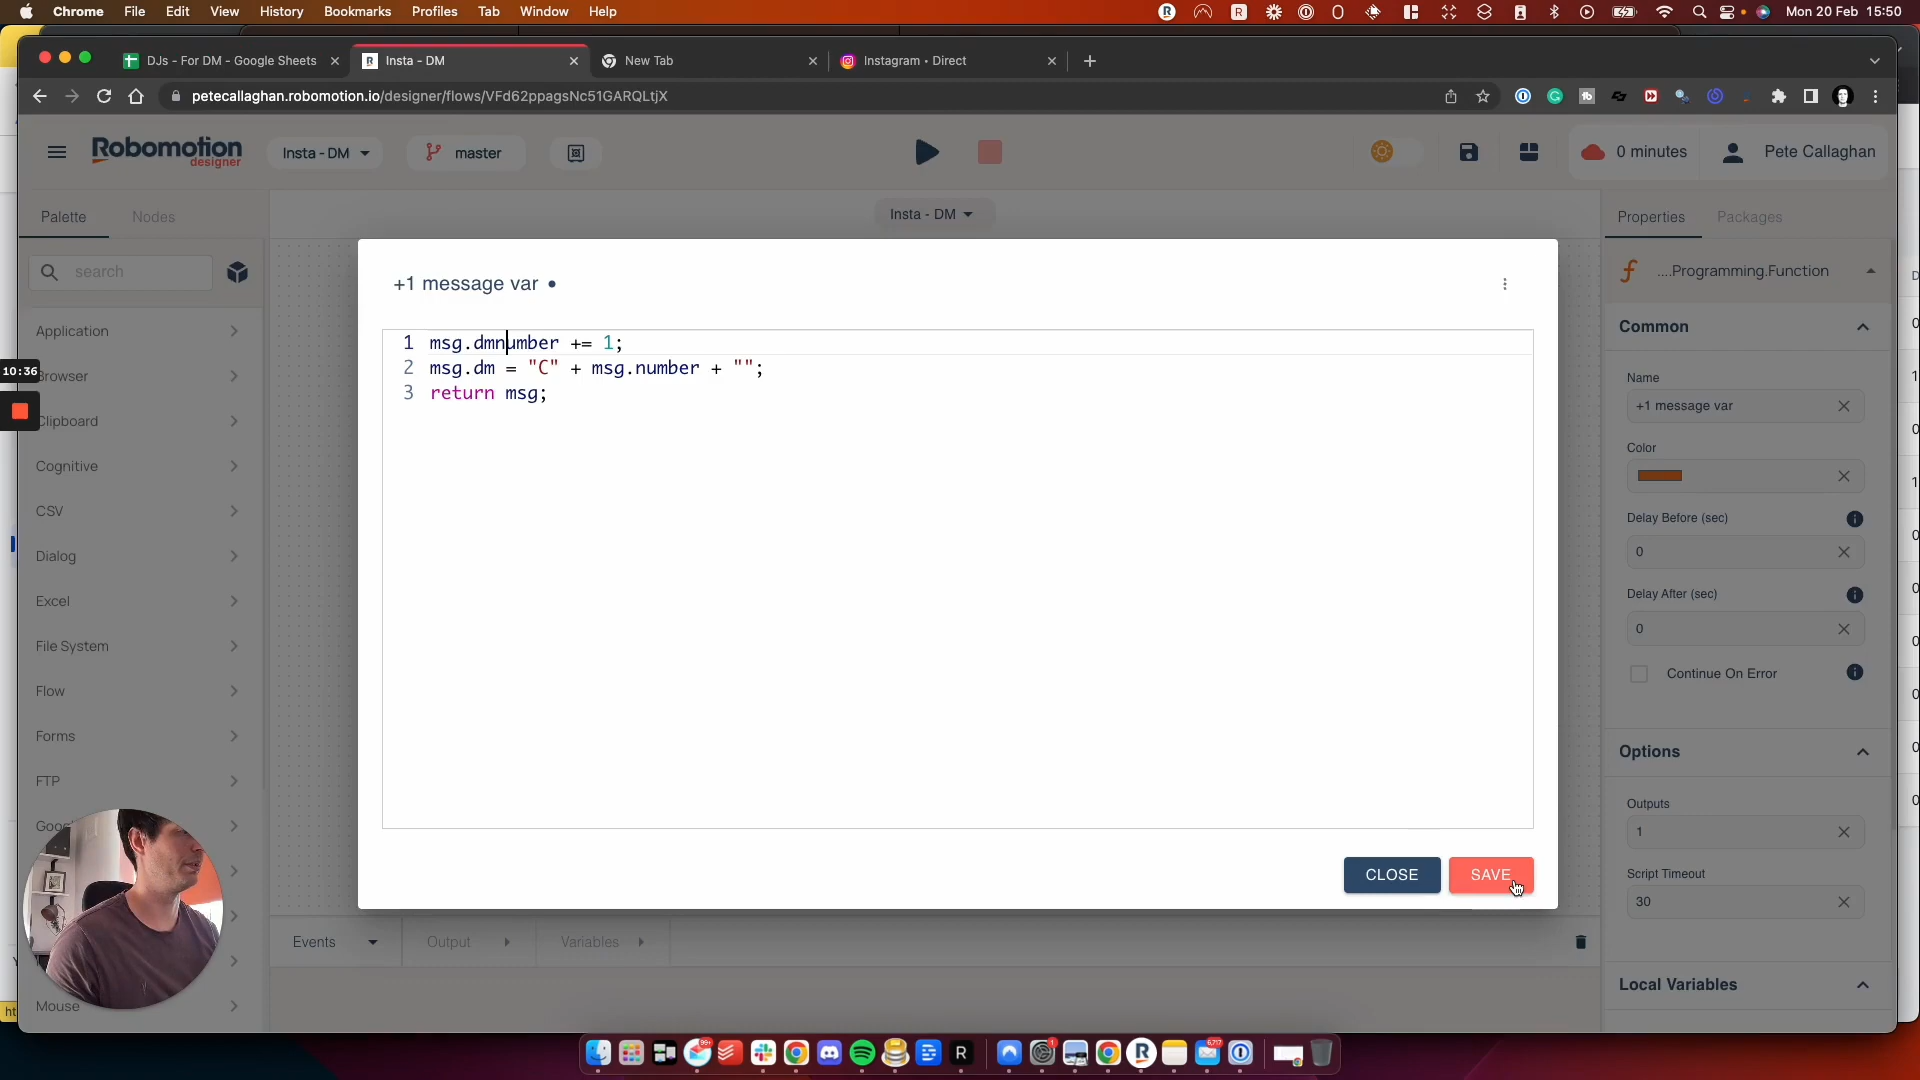 Chrome File Edit View History Bookmarks Profiles Tab Window Help Mon 20 Feb 15:50
DJs - For DM - Google Sheets Insta - DM New Tab Instagram • Direct
petecallaghan.robomotion.io/designer/flows/VFd62ppagsNc51GARQLtjX
Robomotion designer Insta - DM master 0 minutes Pete Callaghan
Palette Nodes Insta - DM Properties Packages
search
....Programming.Function
+1 message var •
1 msg.dmnumber += 1;
2 msg.dm = "C" + msg.number + "";
3 return msg;
CLOSE SAVE
Application
Browser
Clipboard
Cognitive
CSV
Dialog
Excel
File System
Flow
Forms
FTP
Mouse
10:36
Common
Name
+1 message var
Color
Delay Before (sec)
0
Delay After (sec)
0
Continue On Error
Options
Outputs
1
Script Timeout
30
Local Variables
Events Output Variables
99+
1
6,717